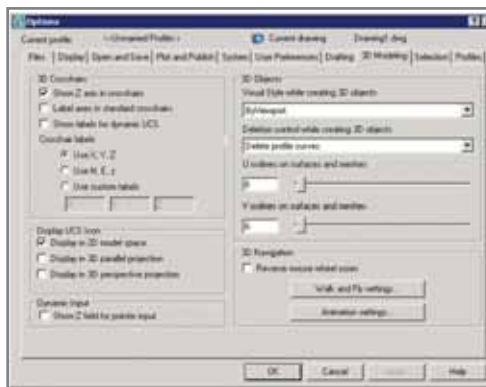 Options
Current profile: <<Unnamed Profile>> Current drawing: Drawing1.dwg
Files Display Open and Save Plot and Publish System User Preferences Drafting 3D Modeling Selection Profiles
3D Crosshairs
Show Z axis in crosshairs
Label axes in standard crosshairs
Show labels for dynamic UCS
Crosshair labels
Use X, Y, Z
Use N, E, z
Use custom labels
Display UCS Icon
Display in 2D model space
Display in 3D parallel projection
Display in 3D perspective projection
Dynamic Input
Show Z field for pointer input
3D Objects
Visual Style while creating 3D objects
ByViewport
Deletion control while creating 3D objects
Delete profile curves
U isolines on surfaces and meshes
6
V isolines on surfaces and meshes
6
3D Navigation
Reverse mouse wheel zoom
Walk and Fly settings...
Animation settings...
OK Cancel Apply Help